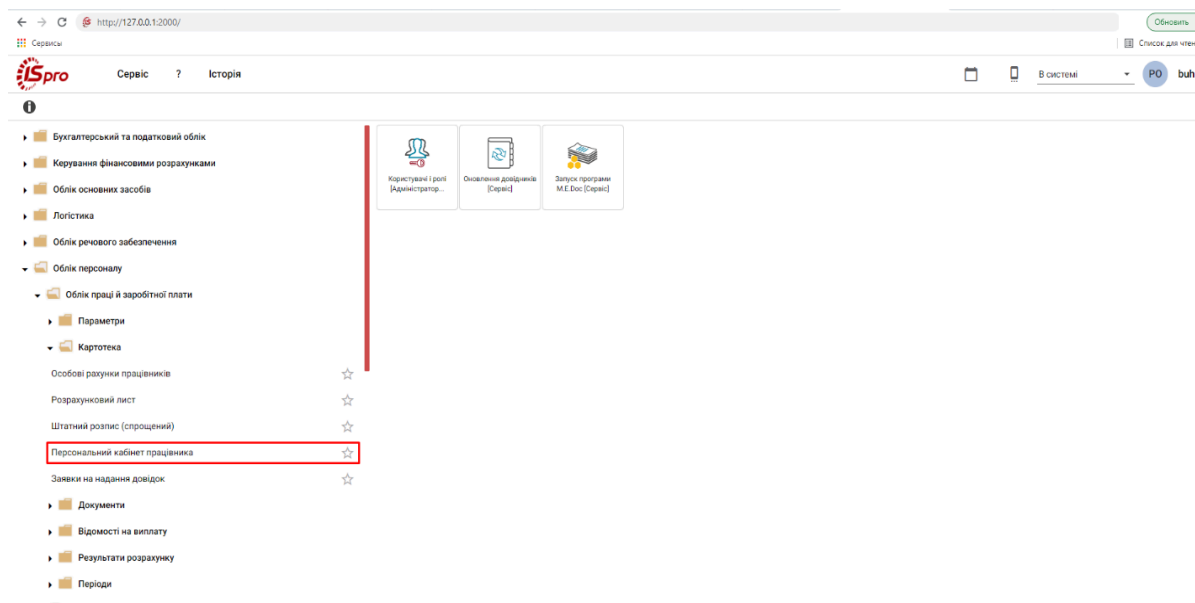 http://127.0.0.1:2000/
Обновить
Сервисы
Список для чтен
iSpro
Сервіс ? Історія
В системі
PO
buh
Бухгалтерський та податковий облік
Керування фінансовими розрахунками
Облік основних засобів
Логістика
Облік речового забезпечення
Облік персоналу
Облік праці й заробітної плати
Параметри
Картотека
Особові рахунки працівників
Розрахунковий лист
Штатний розпис (спрощений)
Персональний кабінет працівника
Заявки на надання довідок
Документи
Відомості на виплату
Результати розрахунку
Періоди
Користувачі і ролі
[Адміністратор...
Оновлення довідників
[Сервіс]
Запуск програми
M.E.Doc [Сервіс]